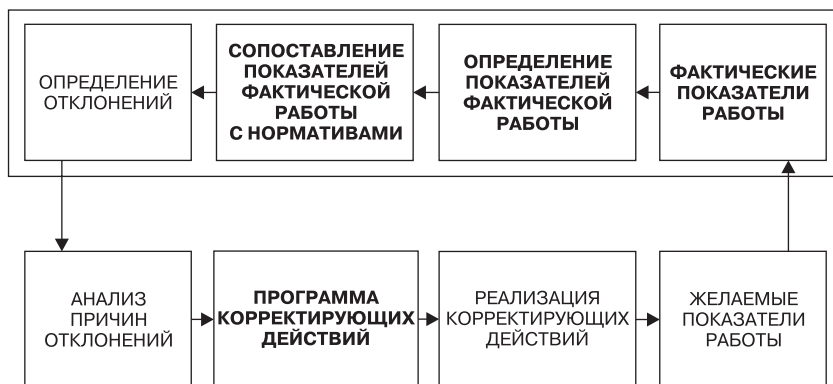 ОПРЕДЕЛЕНИЕ
ОТКЛОНЕНИЙ
СОПОСТАВЛЕНИЕ
ПОКАЗАТЕЛЕЙ
ФАКТИЧЕСКОЙ
РАБОТЫ
С НОРМАТИВАМИ
ОПРЕДЕЛЕНИЕ
ПОКАЗАТЕЛЕЙ
ФАКТИЧЕСКОЙ
РАБОТЫ
ФАКТИЧЕСКИЕ
ПОКАЗАТЕЛИ
РАБОТЫ
АНАЛИЗ
ПРИЧИН
ОТКЛОНЕНИЙ
ПРОГРАММА
КОРРЕКТИРУЮЩИХ
ДЕЙСТВИЙ
РЕАЛИЗАЦИЯ
КОРРЕКТИРУЮЩИХ
ДЕЙСТВИЙ
ЖЕЛАЕМЫЕ
ПОКАЗАТЕЛИ
РАБОТЫ